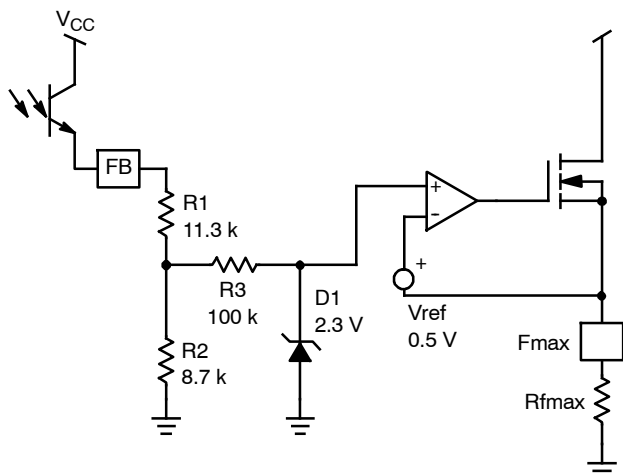 VCC
FB
R1
11.3 k
R3
100 k
D1
2.3 V
R2
8.7 k
+
-
+
Vref
0.5 V
Fmax
Rfmax